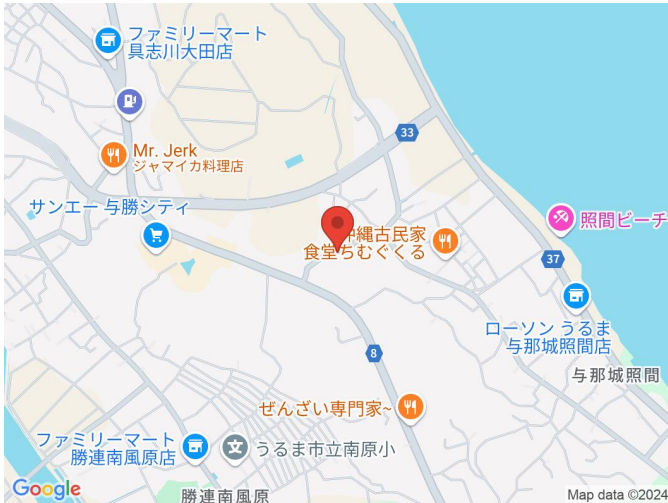 ファミリーマート
具志川大田店
33
Mr. Jerk
ジャマイカ料理店
サンエー 与勝シティ
照間ビーチ
沖縄古民家
食堂ちむぐくる
37
ローソン うるま
与那城照間店
8
与那城照間
ぜんざい専門家~
ファミリーマート
勝連南風原店
文
うるま市立南原小
Google
勝連南風原
Map data ©2024